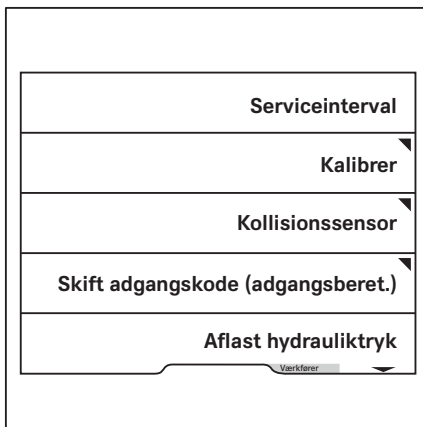 Serviceinterval
Kalibrer
Kollisionssensor
Skift adgangskode (adgangsberet.)
Aflast hydrauliktryk
Værkfører